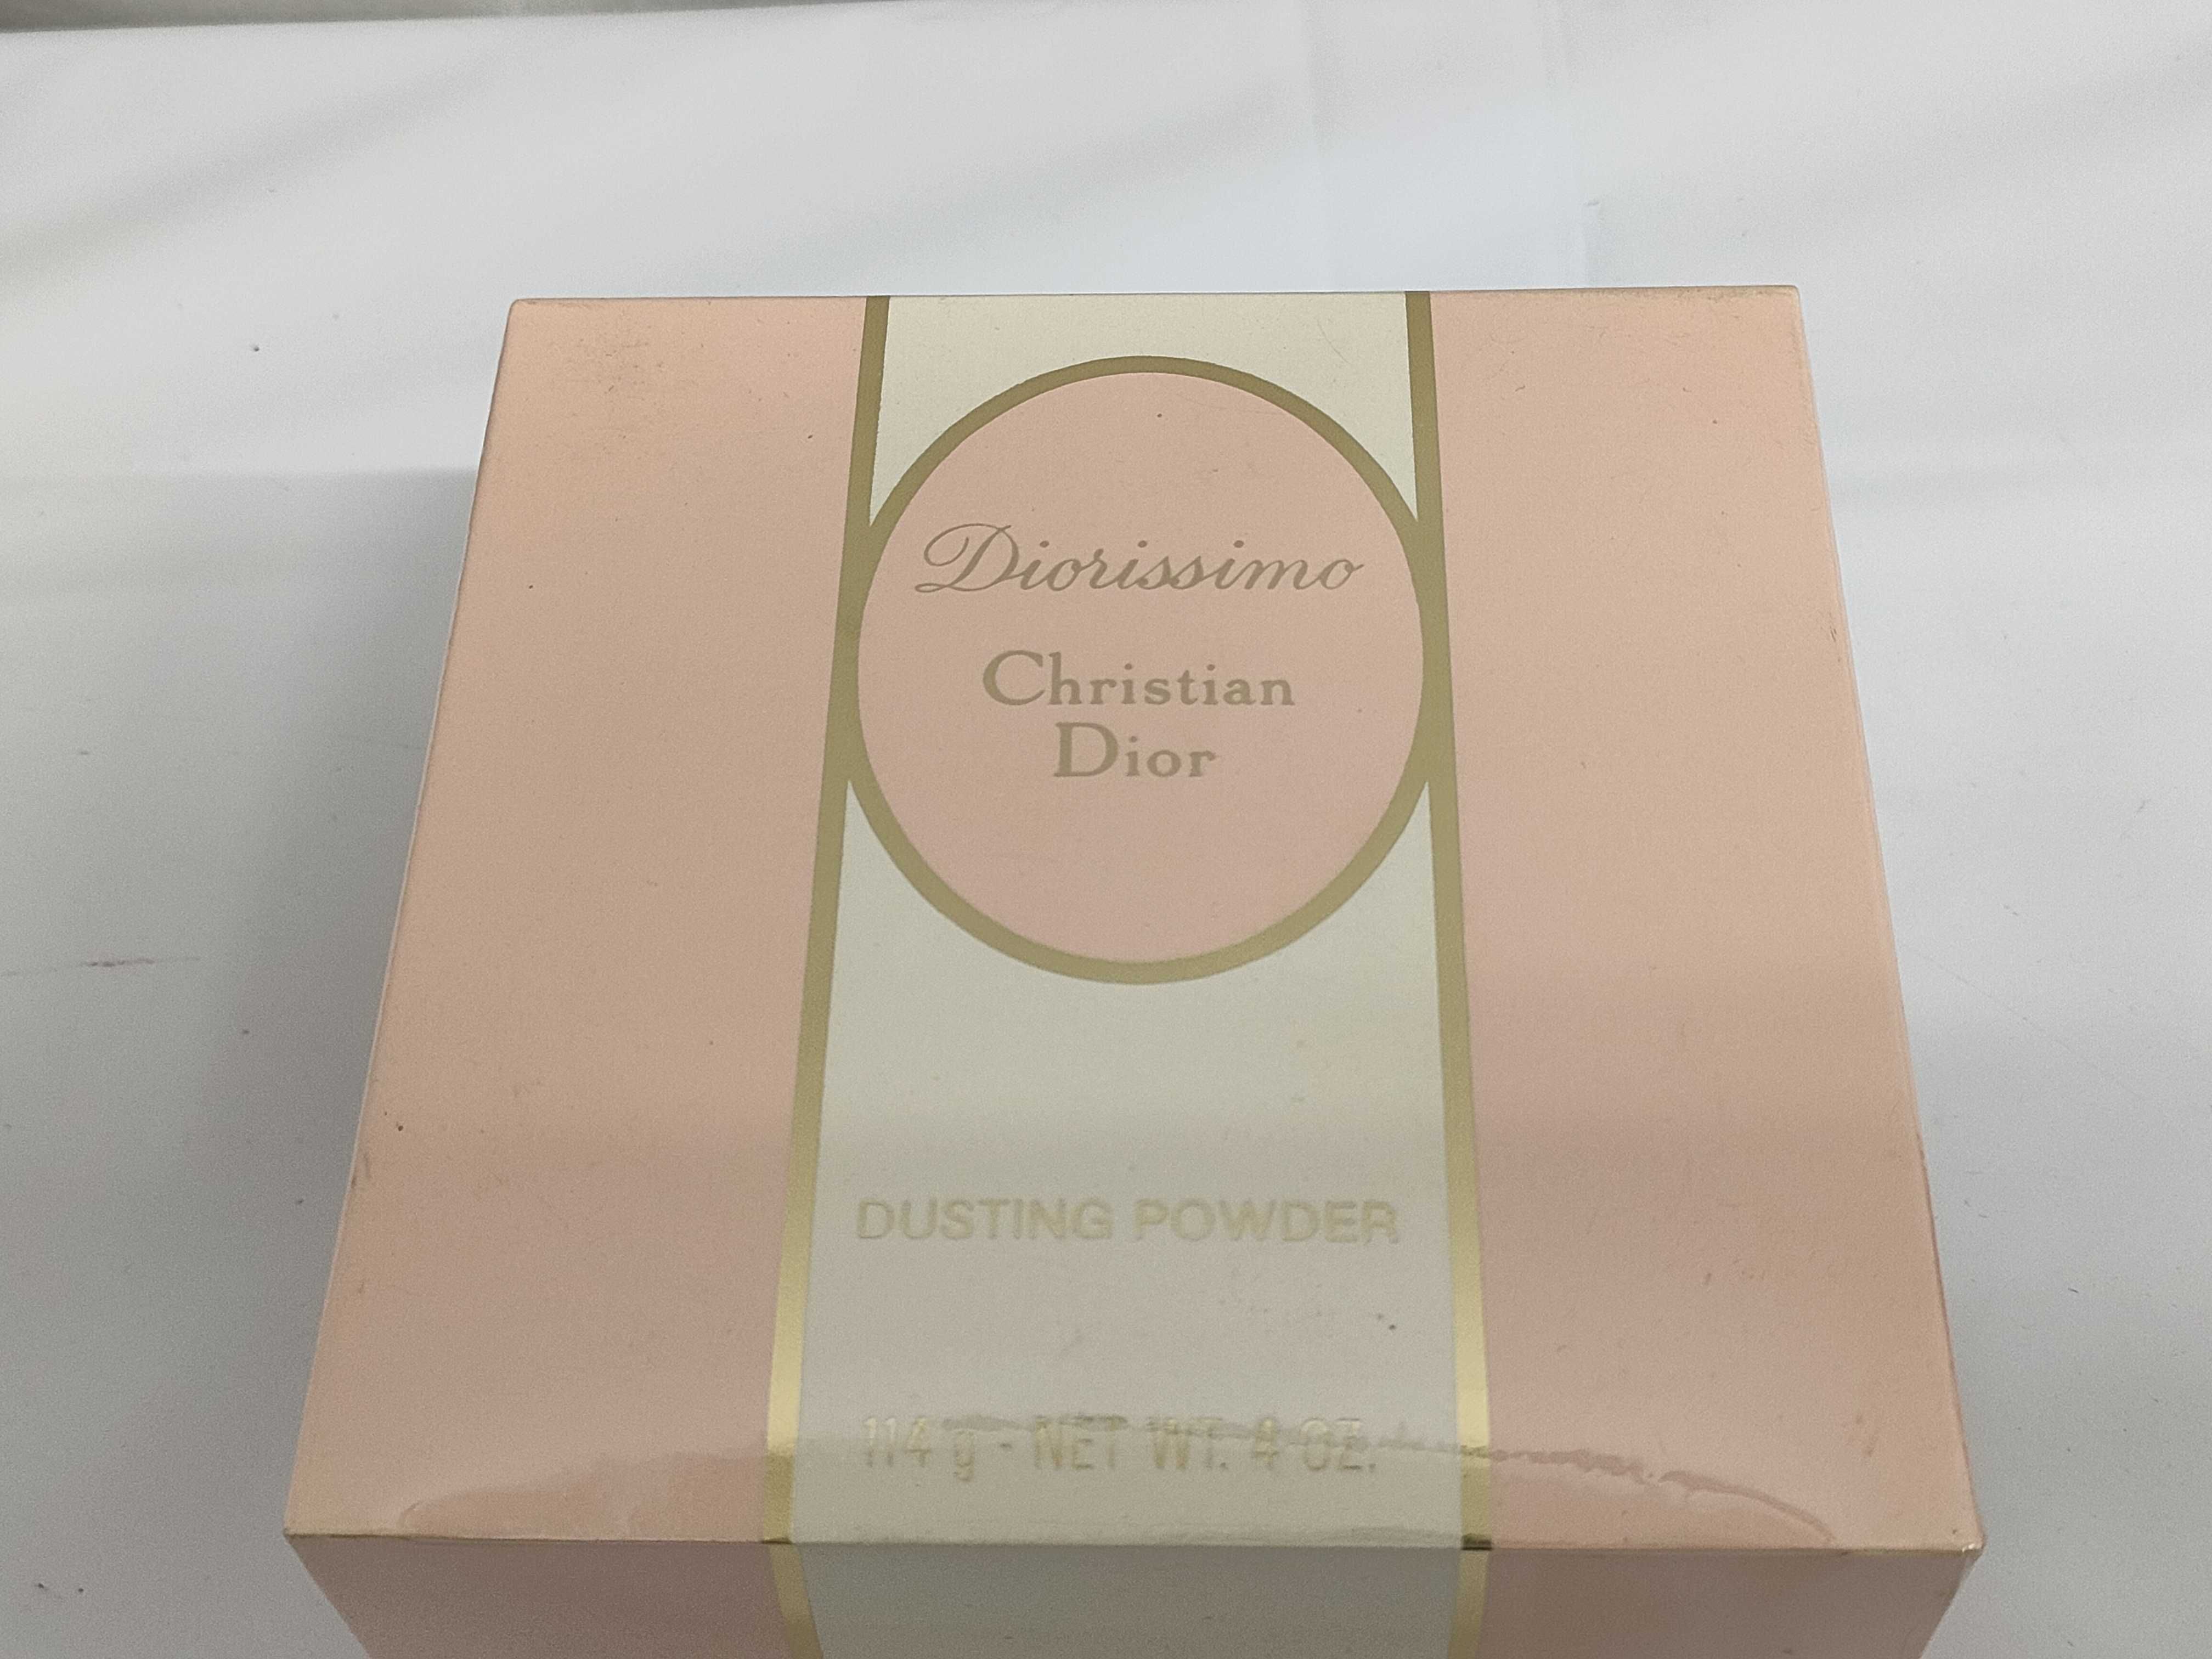 Diorissimo
Christian
Dior
DUSTING POWDER
114 g - NET WT. 4 OZ.